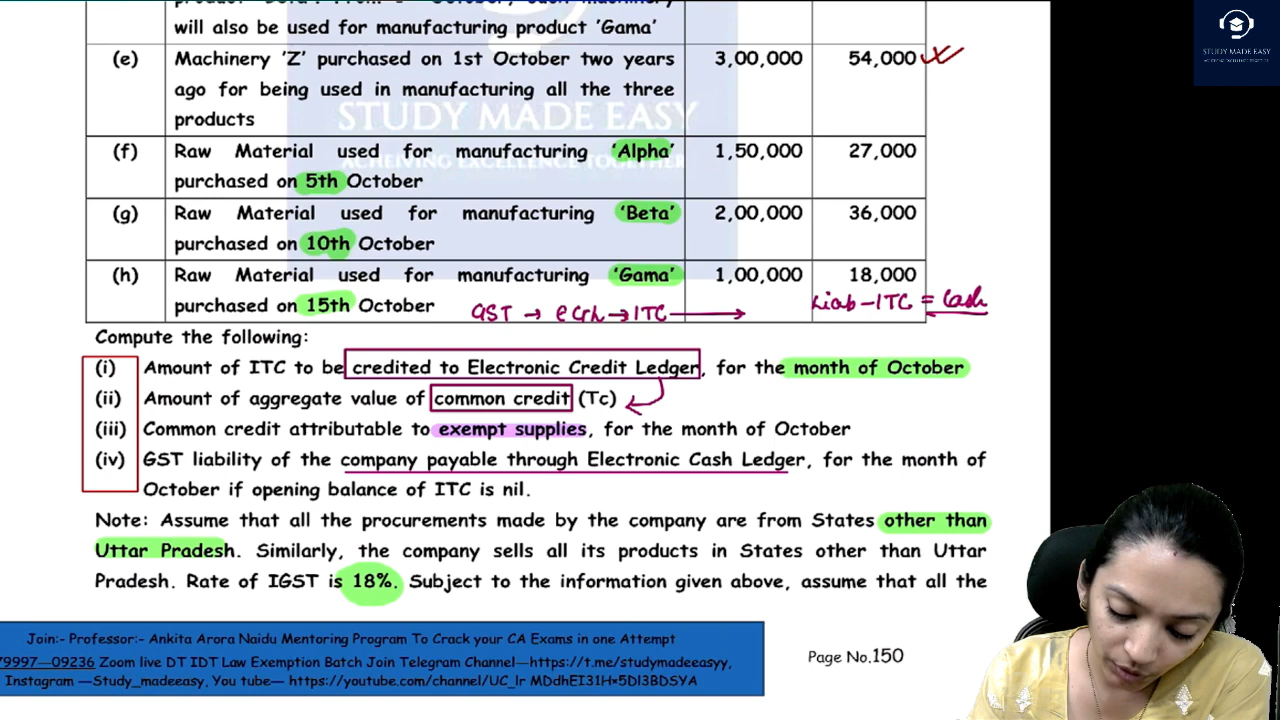 will also be used for manufacturing product 'Gama'
(e) Machinery 'Z' purchased on 1st October two years 3,00,000 54,000
ago for being used in manufacturing all the three
products
STUDY MADE EASY
(f) Raw Material used for manufacturing 'Alpha' 1,50,000 27,000
purchased on 5th October
(g) Raw Material used for manufacturing 'Beta' 2,00,000 36,000
purchased on 10th October
(h) Raw Material used for manufacturing 'Gama' 1,00,000 18,000
purchased on 15th October GST → ITC Liab - ITC = Cash
Compute the following:
(i) Amount of ITC to be credited to Electronic Credit Ledger, for the month of October
(ii) Amount of aggregate value of common credit (Tc)
(iii) Common credit attributable to exempt supplies, for the month of October
(iv) GST liability of the company payable through Electronic Cash Ledger, for the month of
October if opening balance of ITC is nil.
Note: Assume that all the procurements made by the company are from States other than
Uttar Pradesh. Similarly, the company sells all its products in States other than Uttar
Pradesh. Rate of IGST is 18%. Subject to the information given above, assume that all the
Join:- Professor:- Ankita Arora Naidu Mentoring Program To Crack your CA Exams in one Attempt
79997—09236 Zoom live DT IDT Law Exemption Batch Join Telegram Channel—https://t.me/studymadeeasyy,
Instagram —Study_madeeasy, You tube— https://youtube.com/channel/UC_lr MDdhEI31H×5Dl3BDSYA
Page No.150
STUDY MADE EASY